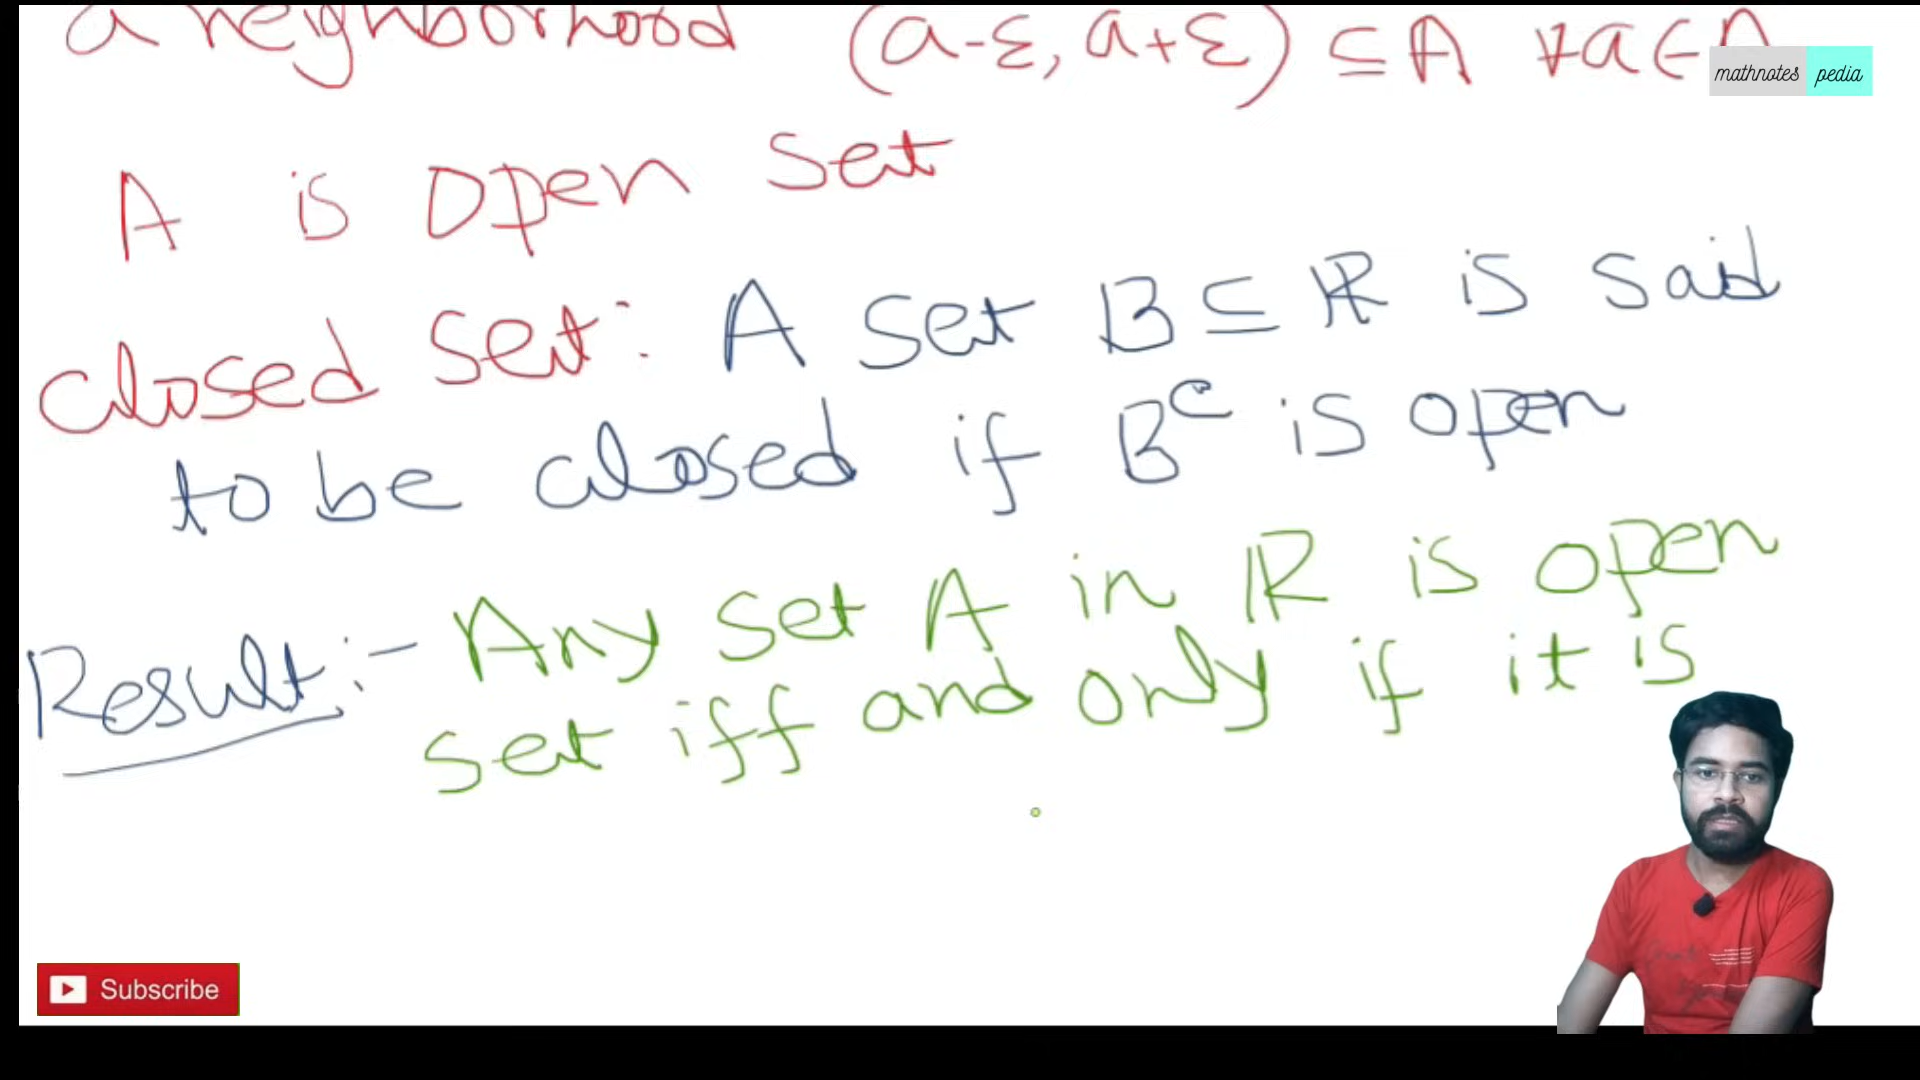 a neighborhood (a-ε, a+ε) ⊆ A ∀a∈A
mathnotes pedia
A is open set
closed set: A set B ⊆ ℝ is said
to be closed if Bᶜ is open
Result:- Any set A in ℝ is open
set iff and only if it is
Subscribe